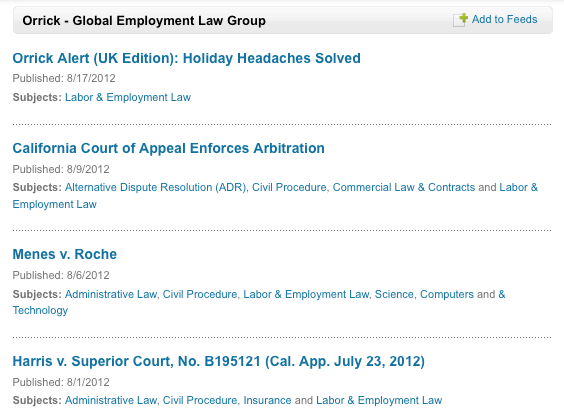 Orrick - Global Employment Law Group
Add to Feeds
Orrick Alert (UK Edition): Holiday Headaches Solved
Published: 8/17/2012
Subjects: Labor & Employment Law
California Court of Appeal Enforces Arbitration
Published: 8/9/2012
Subjects: Alternative Dispute Resolution (ADR), Civil Procedure, Commercial Law & Contracts and Labor &
Employment Law
Menes v. Roche
Published: 8/6/2012
Subjects: Administrative Law, Civil Procedure, Labor & Employment Law, Science, Computers and &
Technology
Harris v. Superior Court, No. B195121 (Cal. App. July 23, 2012)
Published: 8/1/2012
Subjects: Administrative Law, Civil Procedure, Insurance and Labor & Employment Law